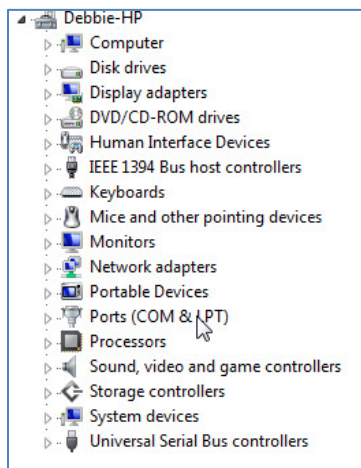 Debbie-HP
Computer
Disk drives
Display adapters
DVD/CD-ROM drives
Human Interface Devices
IEEE 1394 Bus host controllers
Keyboards
Mice and other pointing devices
Monitors
Network adapters
Portable Devices
Ports (COM & LPT)
Processors
Sound, video and game controllers
Storage controllers
System devices
Universal Serial Bus controllers